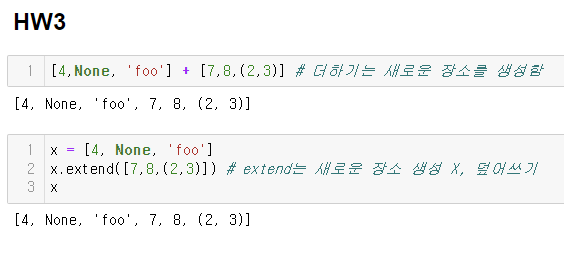 HW3
1 [4,None, 'foo'] + [7,8,(2,3)] # 더하기는 새로운 장소를 생성함
[4, None, 'foo', 7, 8, (2, 3)]
1 x = [4, None, 'foo']
2 x.extend([7,8,(2,3)]) # extend는 새로운 장소 생성 X, 덮어쓰기
3 x
[4, None, 'foo', 7, 8, (2, 3)]